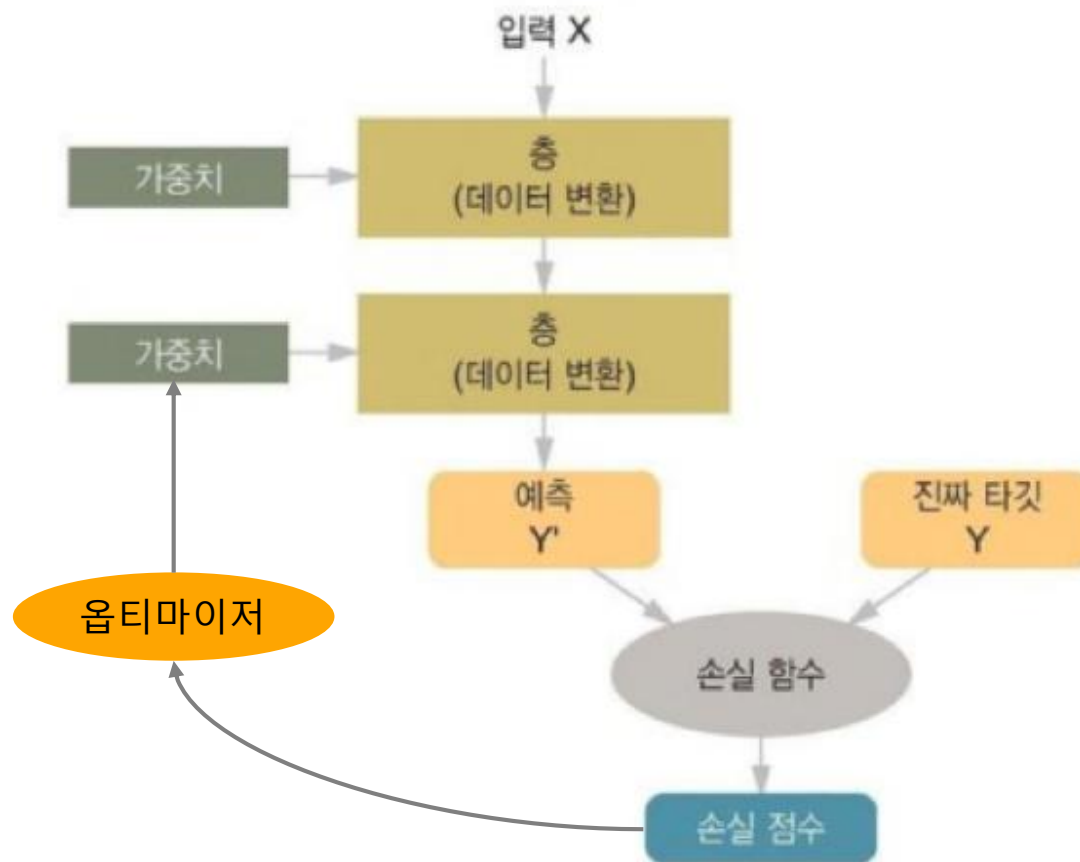 입력 X
가중치
층
(데이터 변환)
가중치
층
(데이터 변환)
예측
Y'
진짜 타깃
Y
옵티마이저
손실 함수
손실 점수